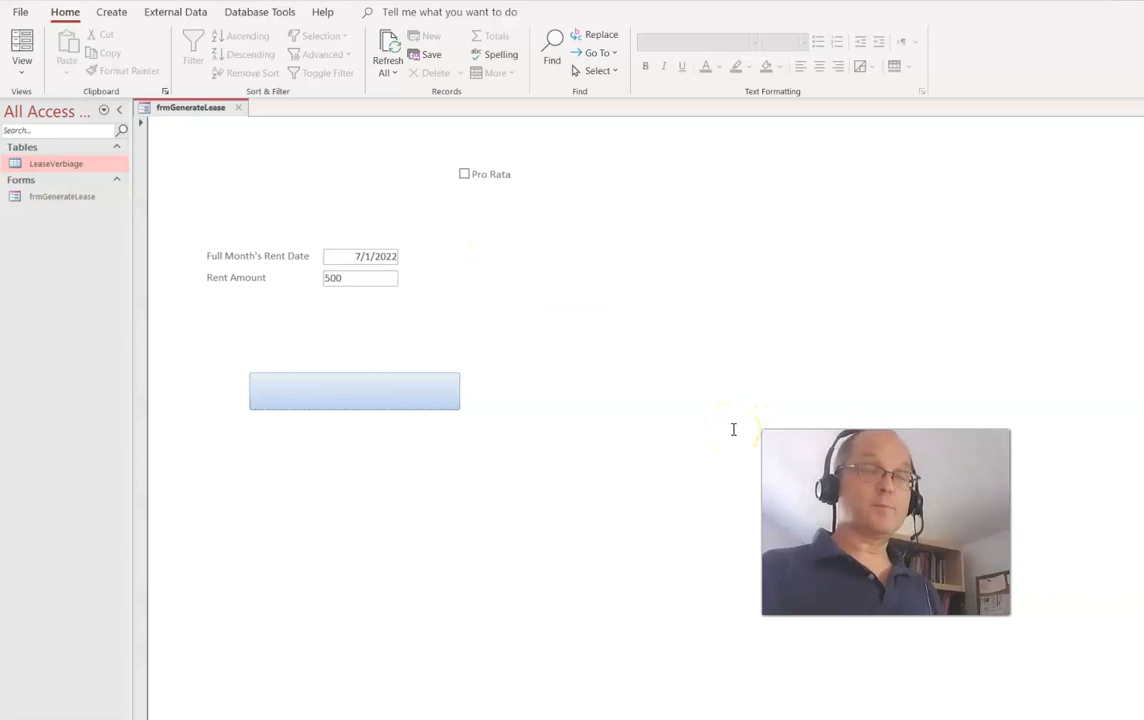 File Home Create External Data Database Tools Help Tell me what you want to do
View
Views
Paste
Cut
Copy
Format Painter
Clipboard
Filter
Ascending
Descending
Remove Sort
Selection
Advanced
Toggle Filter
Sort & Filter
Refresh
All
New
Save
Delete
Totals
Spelling
More
Records
Find
Replace
Go To
Select
Find
B I U A
Text Formatting
All Access ...
Search...
Tables
LeaseVerbiage
Forms
frmGenerateLease
frmGenerateLease
Pro Rata
Full Month's Rent Date 7/1/2022
Rent Amount 500